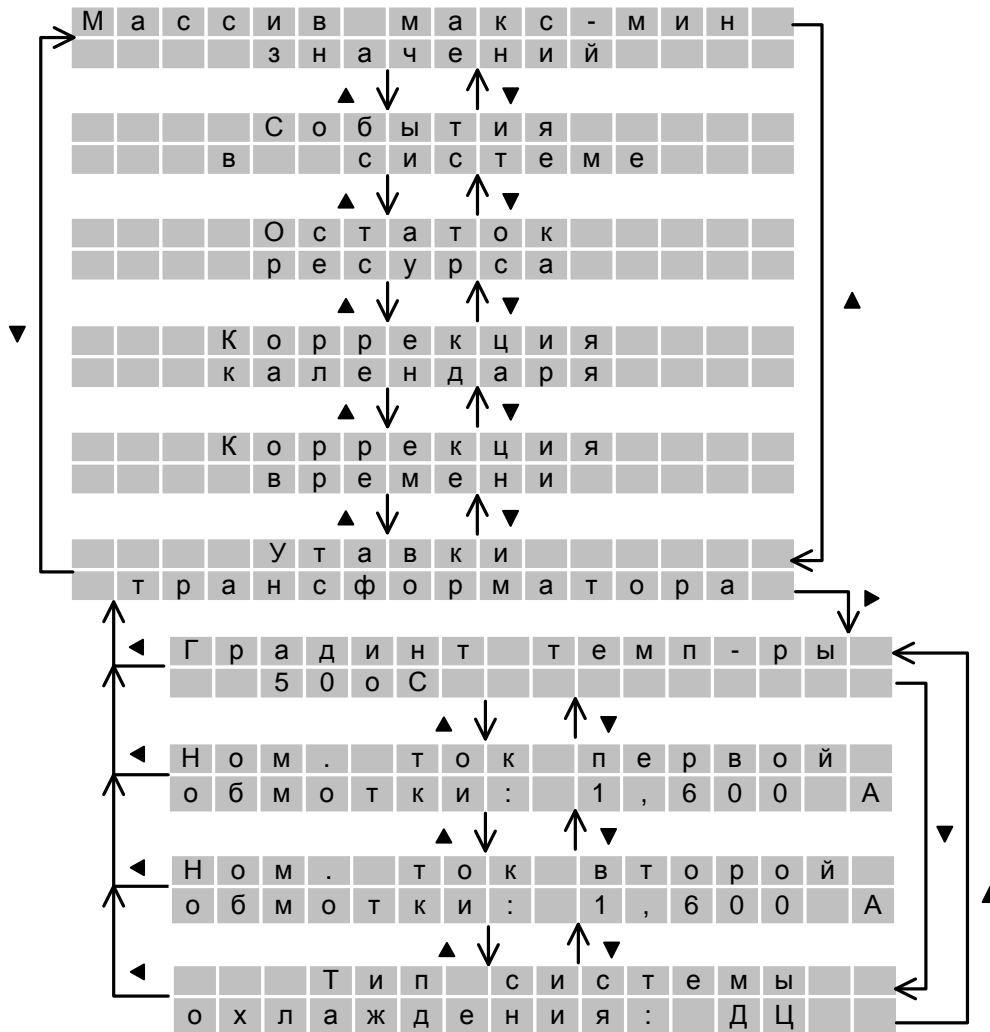 Массив макс-мин
значений
События
в системе
Остаток
ресурса
Коррекция
календаря
Коррекция
времени
Утавки
трансформатора
Градинт темп-ры
50оС
Ном. ток первой
обмотки: 1,600 А
Ном. ток второй
обмотки: 1,600 А
Тип системы
охлаждения: ДЦ